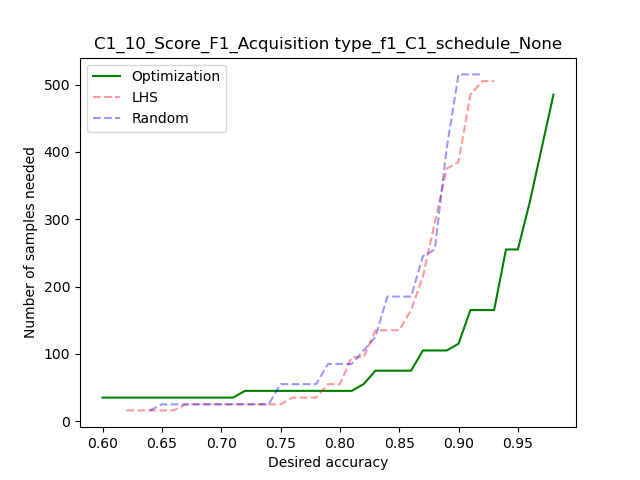 C1_10_Score_F1_Acquisition type_f1_C1_schedule_None
Optimization
LHS
Random
Number of samples needed
500
400
300
200
100
0
0.60 0.65 0.70 0.75 0.80 0.85 0.90 0.95
Desired accuracy